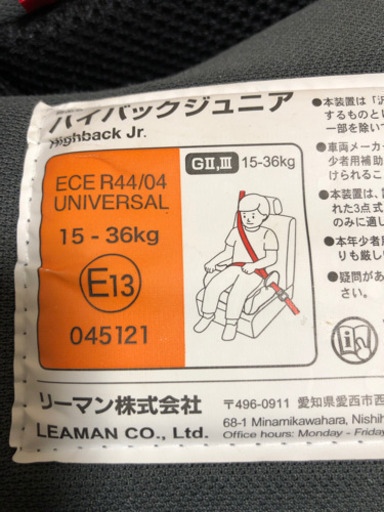 ハイバックジュニア
Highback Jr.
ECE R44/04
UNIVERSAL
15 - 36kg
E13
045121
GⅡ,Ⅲ 15-36kg
●本装置は「汎
するものとし
一部を除いて
●車両メーカー
少者用補助
けられるこ
●本装置は、
れた3点式
のみに適し
●本年少者用
りも厳しい
●疑問があ
さい。
リーマン株式会社
LEAMAN CO., Ltd.
〒496-0911 愛知県愛西市西
68-1 Minamikawahara, Nishih
Office hours: Monday - Friday